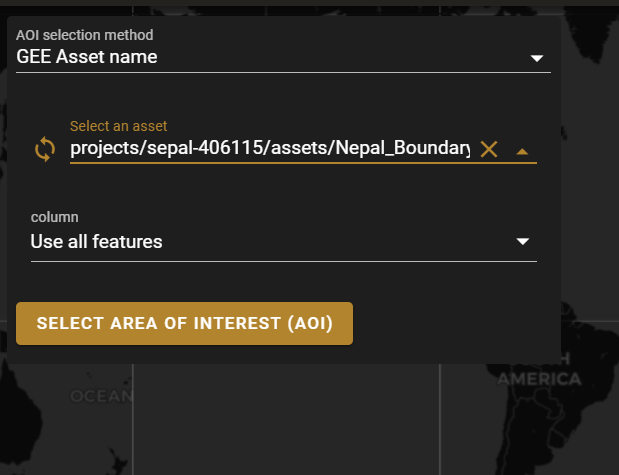 AOI selection method
GEE Asset name
Select an asset
projects/sepal-406115/assets/Nepal_Boundary
column
Use all features
SELECT AREA OF INTEREST (AOI)
AMERICA
OCEAN